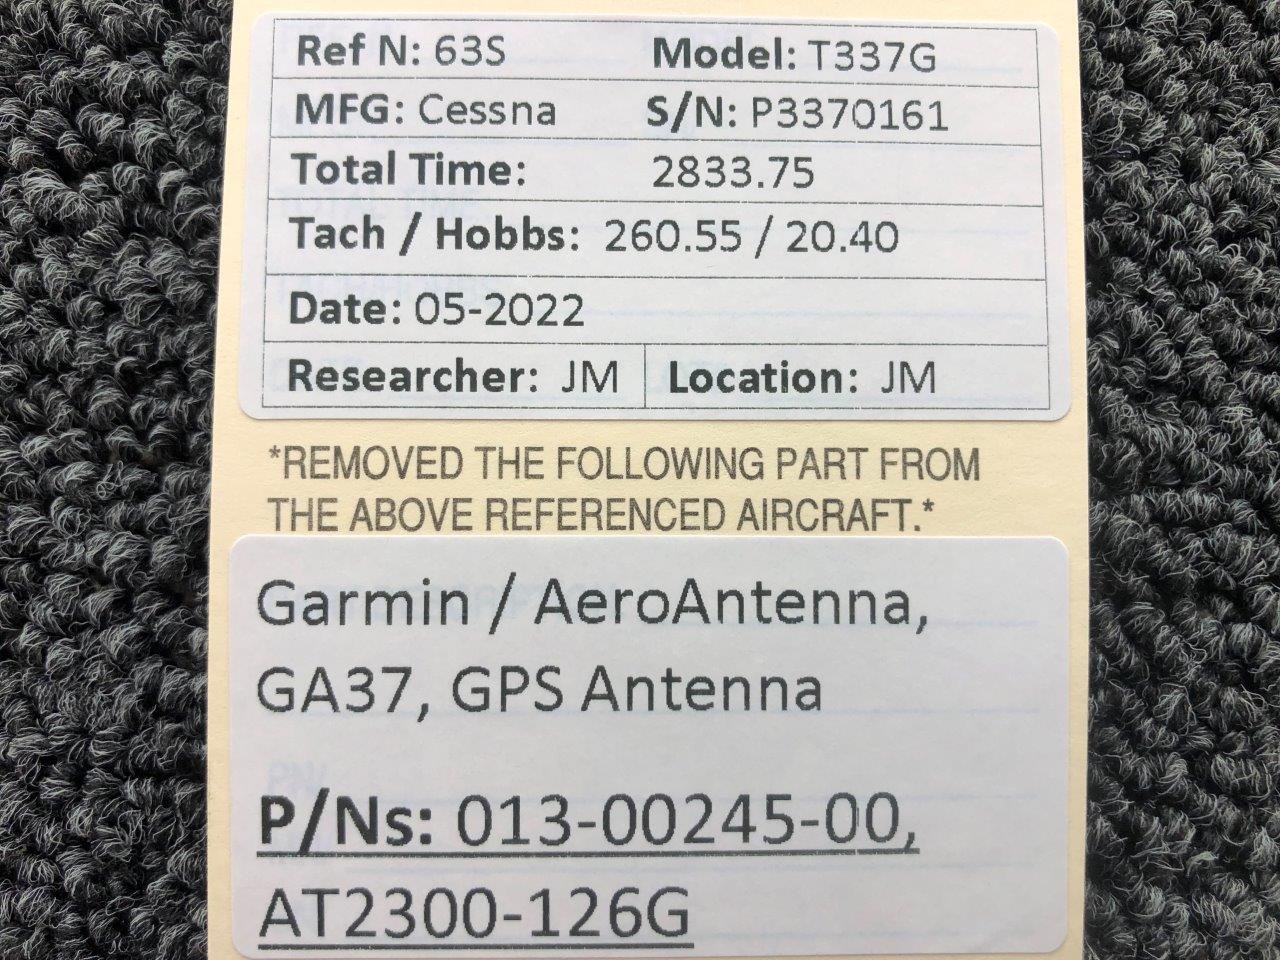 Ref N: 63S Model: T337G
MFG: Cessna S/N: P3370161
Total Time: 2833.75
Tach / Hobbs: 260.55 / 20.40
Date: 05-2022
Researcher: JM Location: JM
*REMOVED THE FOLLOWING PART FROM
THE ABOVE REFERENCED AIRCRAFT.*
Garmin / AeroAntenna,
GA37, GPS Antenna
P/Ns: 013-00245-00,
AT2300-126G